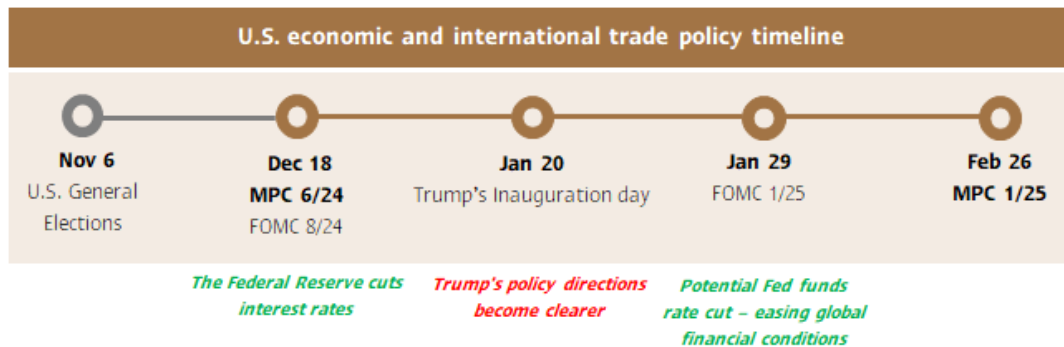 U.S. economic and international trade policy timeline
Nov 6
U.S. General
Elections
Dec 18
MPC 6/24
FOMC 8/24
Jan 20
Trump's Inauguration day
Jan 29
FOMC 1/25
Feb 26
MPC 1/25
The Federal Reserve cuts
interest rates
Trump's policy directions
become clearer
Potential Fed funds
rate cut – easing global
financial conditions